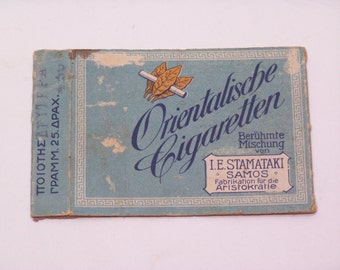 ΠΟΙΟΤΗΣ
ΓΡΑΜΜ. 25. ΔΡΑΧ.
Orientalische
Cigaretten
Berühmte
Mischung
von
I.E. STAMATAKI
SAMOS
Fabrikation für die
Aristokratie